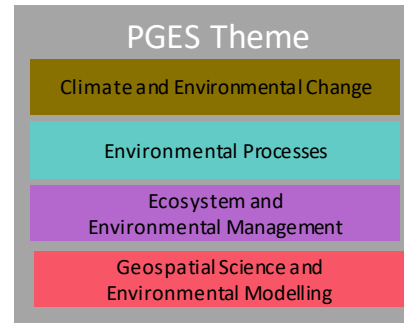 PGES Theme
Climate and Environmental Change
Environmental Processes
Ecosystem and
Environmental Management
Geospatial Science and
Environmental Modelling